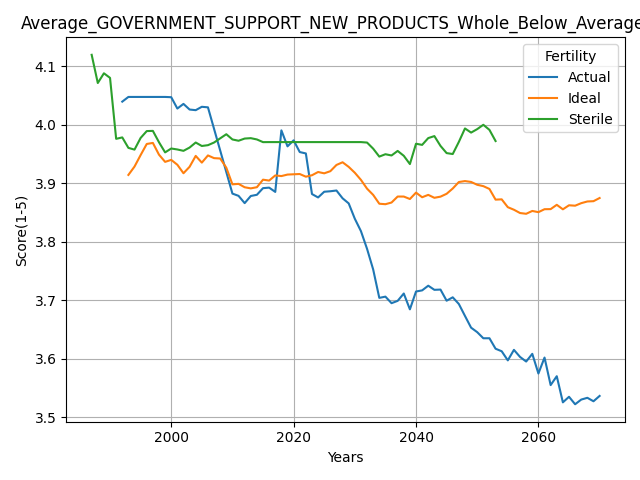 Average_GOVERNMENT_SUPPORT_NEW_PRODUCTS_Whole_Below_Average
Fertility
Actual
Ideal
Sterile
Score(1-5)
4.1
4.0
3.9
3.8
3.7
3.6
3.5
2000 2020 2040 2060
Years